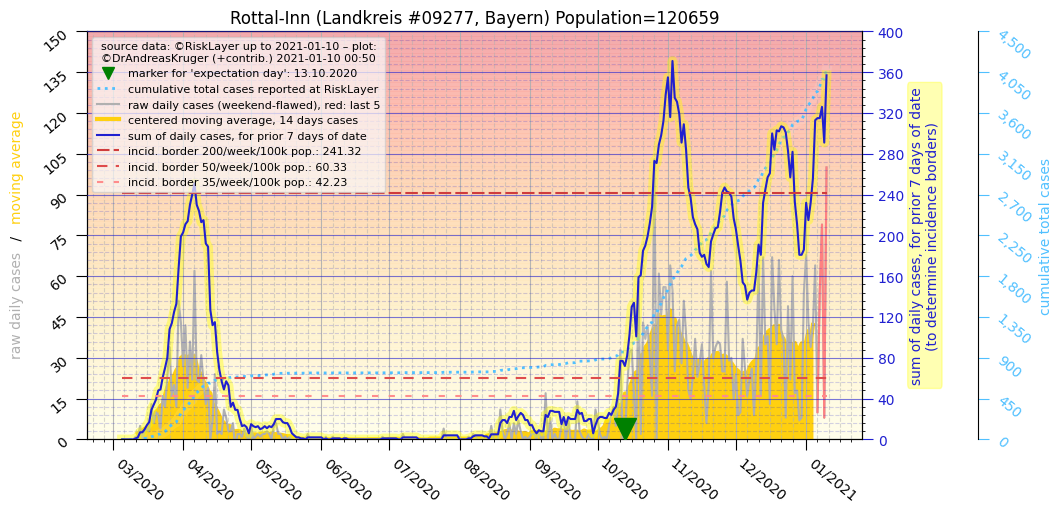 Rottal-Inn (Landkreis #09277, Bayern) Population=120659
source data: ©RiskLayer up to 2021-01-10 – plot:
©DrAndreasKruger (+contrib.) 2021-01-10 00:50
marker for 'expectation day': 13.10.2020
cumulative total cases reported at RiskLayer
raw daily cases (weekend-flawed), red: last 5
centered moving average, 14 days cases
sum of daily cases, for prior 7 days of date
incid. border 200/week/100k pop.: 241.32
incid. border 50/week/100k pop.: 60.33
incid. border 35/week/100k pop.: 42.23
raw daily cases / moving average
150
135
120
105
90
75
60
45
30
15
0
03/2020
04/2020
05/2020
06/2020
07/2020
08/2020
09/2020
10/2020
11/2020
12/2020
01/2021
400
360
320
280
240
200
160
120
80
40
0
sum of daily cases, for prior 7 days of date
(to determine incidence borders)
4,500
4,050
3,600
3,150
2,700
2,250
1,800
1,350
900
450
0
cumulative total cases